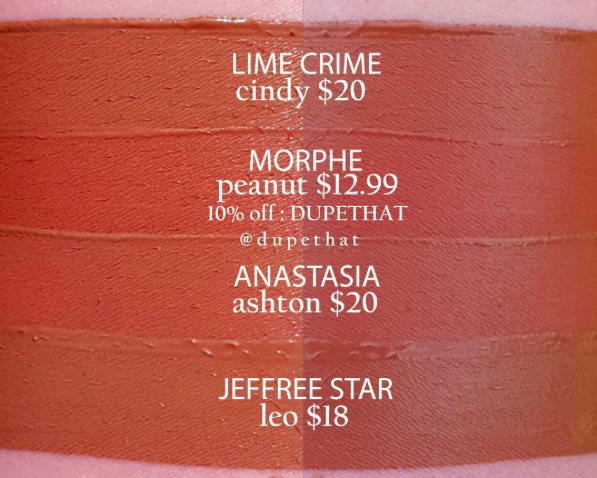 LIME CRIME
cindy $20
MORPHE
peanut $12.99
10% off : DUPETHAT
@dupethat
ANASTASIA
ashton $20
JEFFREE STAR
leo $18